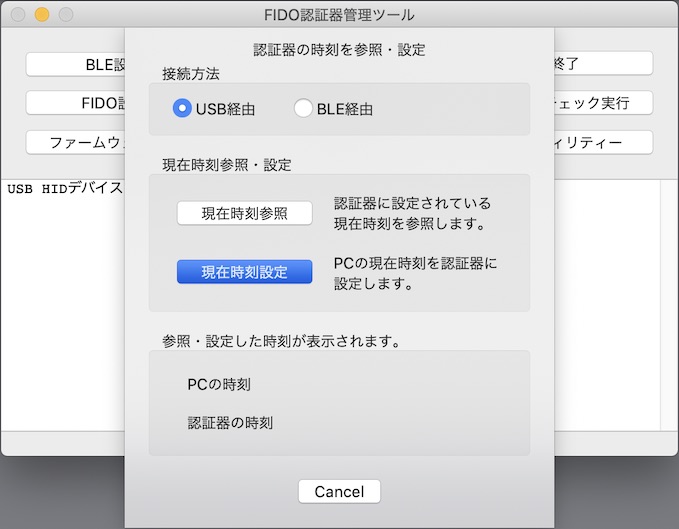 FIDO認証器管理ツール
認証器の時刻を参照・設定
BLE設
終了
接続方法
USB経由
BLE経由
FIDO設
チェック実行
ファームウ
ィリティー
現在時刻参照・設定
USB HIDデバイス
現在時刻参照
認証器に設定されている
現在時刻を参照します。
現在時刻設定
PCの現在時刻を認証器に
設定します。
参照・設定した時刻が表示されます。
PCの時刻
認証器の時刻
Cancel